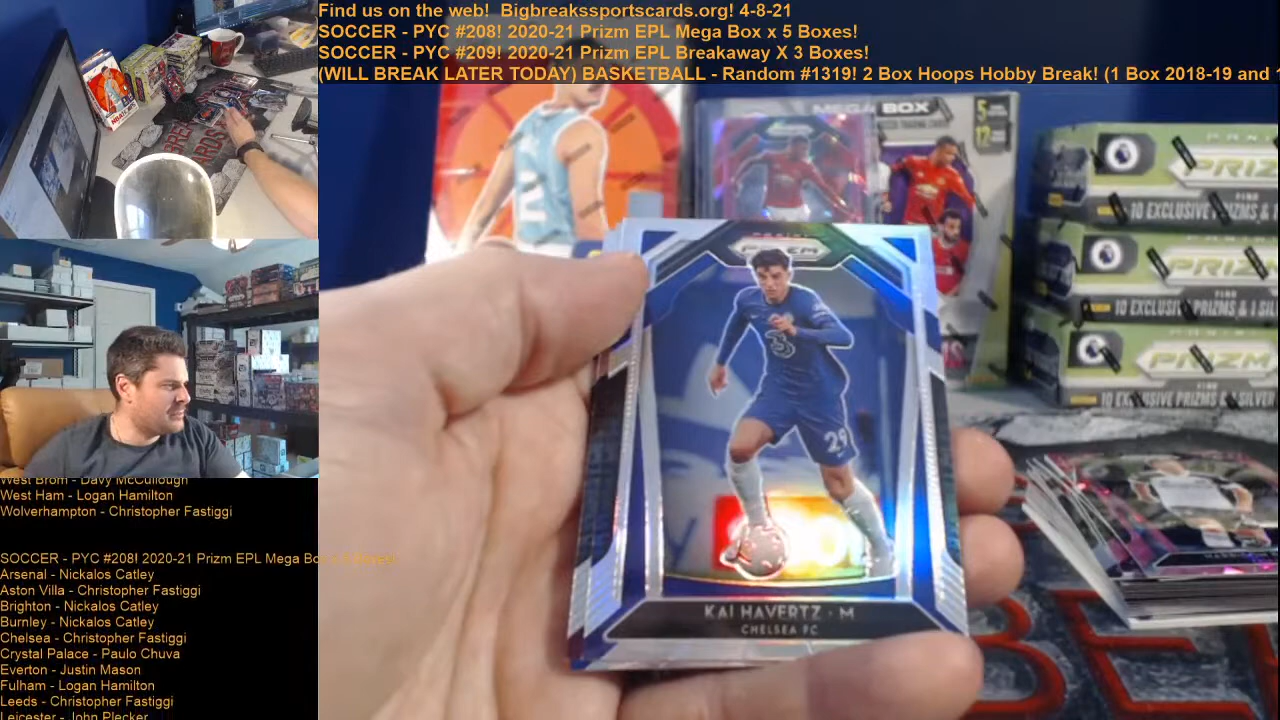 Find us on the web!  Bigbreakssportscards.org! 4-8-21
SOCCER - PYC #208! 2020-21 Prizm EPL Mega Box x 5 Boxes!
SOCCER - PYC #209! 2020-21 Prizm EPL Breakaway X 3 Boxes!
(WILL BREAK LATER TODAY) BASKETBALL - Random #1319! 2 Box Hoops Hobby Break! (1 Box 2018-19 and
MEGA BOX
5
12
PRIZM
10 EXCLUSIVE PRIZMS & 1 SIL
10 EXCLUSIVE PRIZMS & 1 SILV
PRIZM
10 EXCLUSIVE PRIZMS & SILVER
PRIZM
29
KAI HAVERTZ - M
CHELSEA FC
West Brom - Davy McCullough
West Ham - Logan Hamilton
Wolverhampton - Christopher Fastiggi
SOCCER - PYC #208! 2020-21 Prizm EPL Mega Box x 5 Boxes!
Arsenal - Nickalos Catley
Aston Villa - Christopher Fastiggi
Brighton - Nickalos Catley
Burnley - Nickalos Catley
Chelsea - Christopher Fastiggi
Crystal Palace - Paulo Chuva
Everton - Justin Mason
Fulham - Logan Hamilton
Leeds - Christopher Fastiggi
Leicester - John Plecker